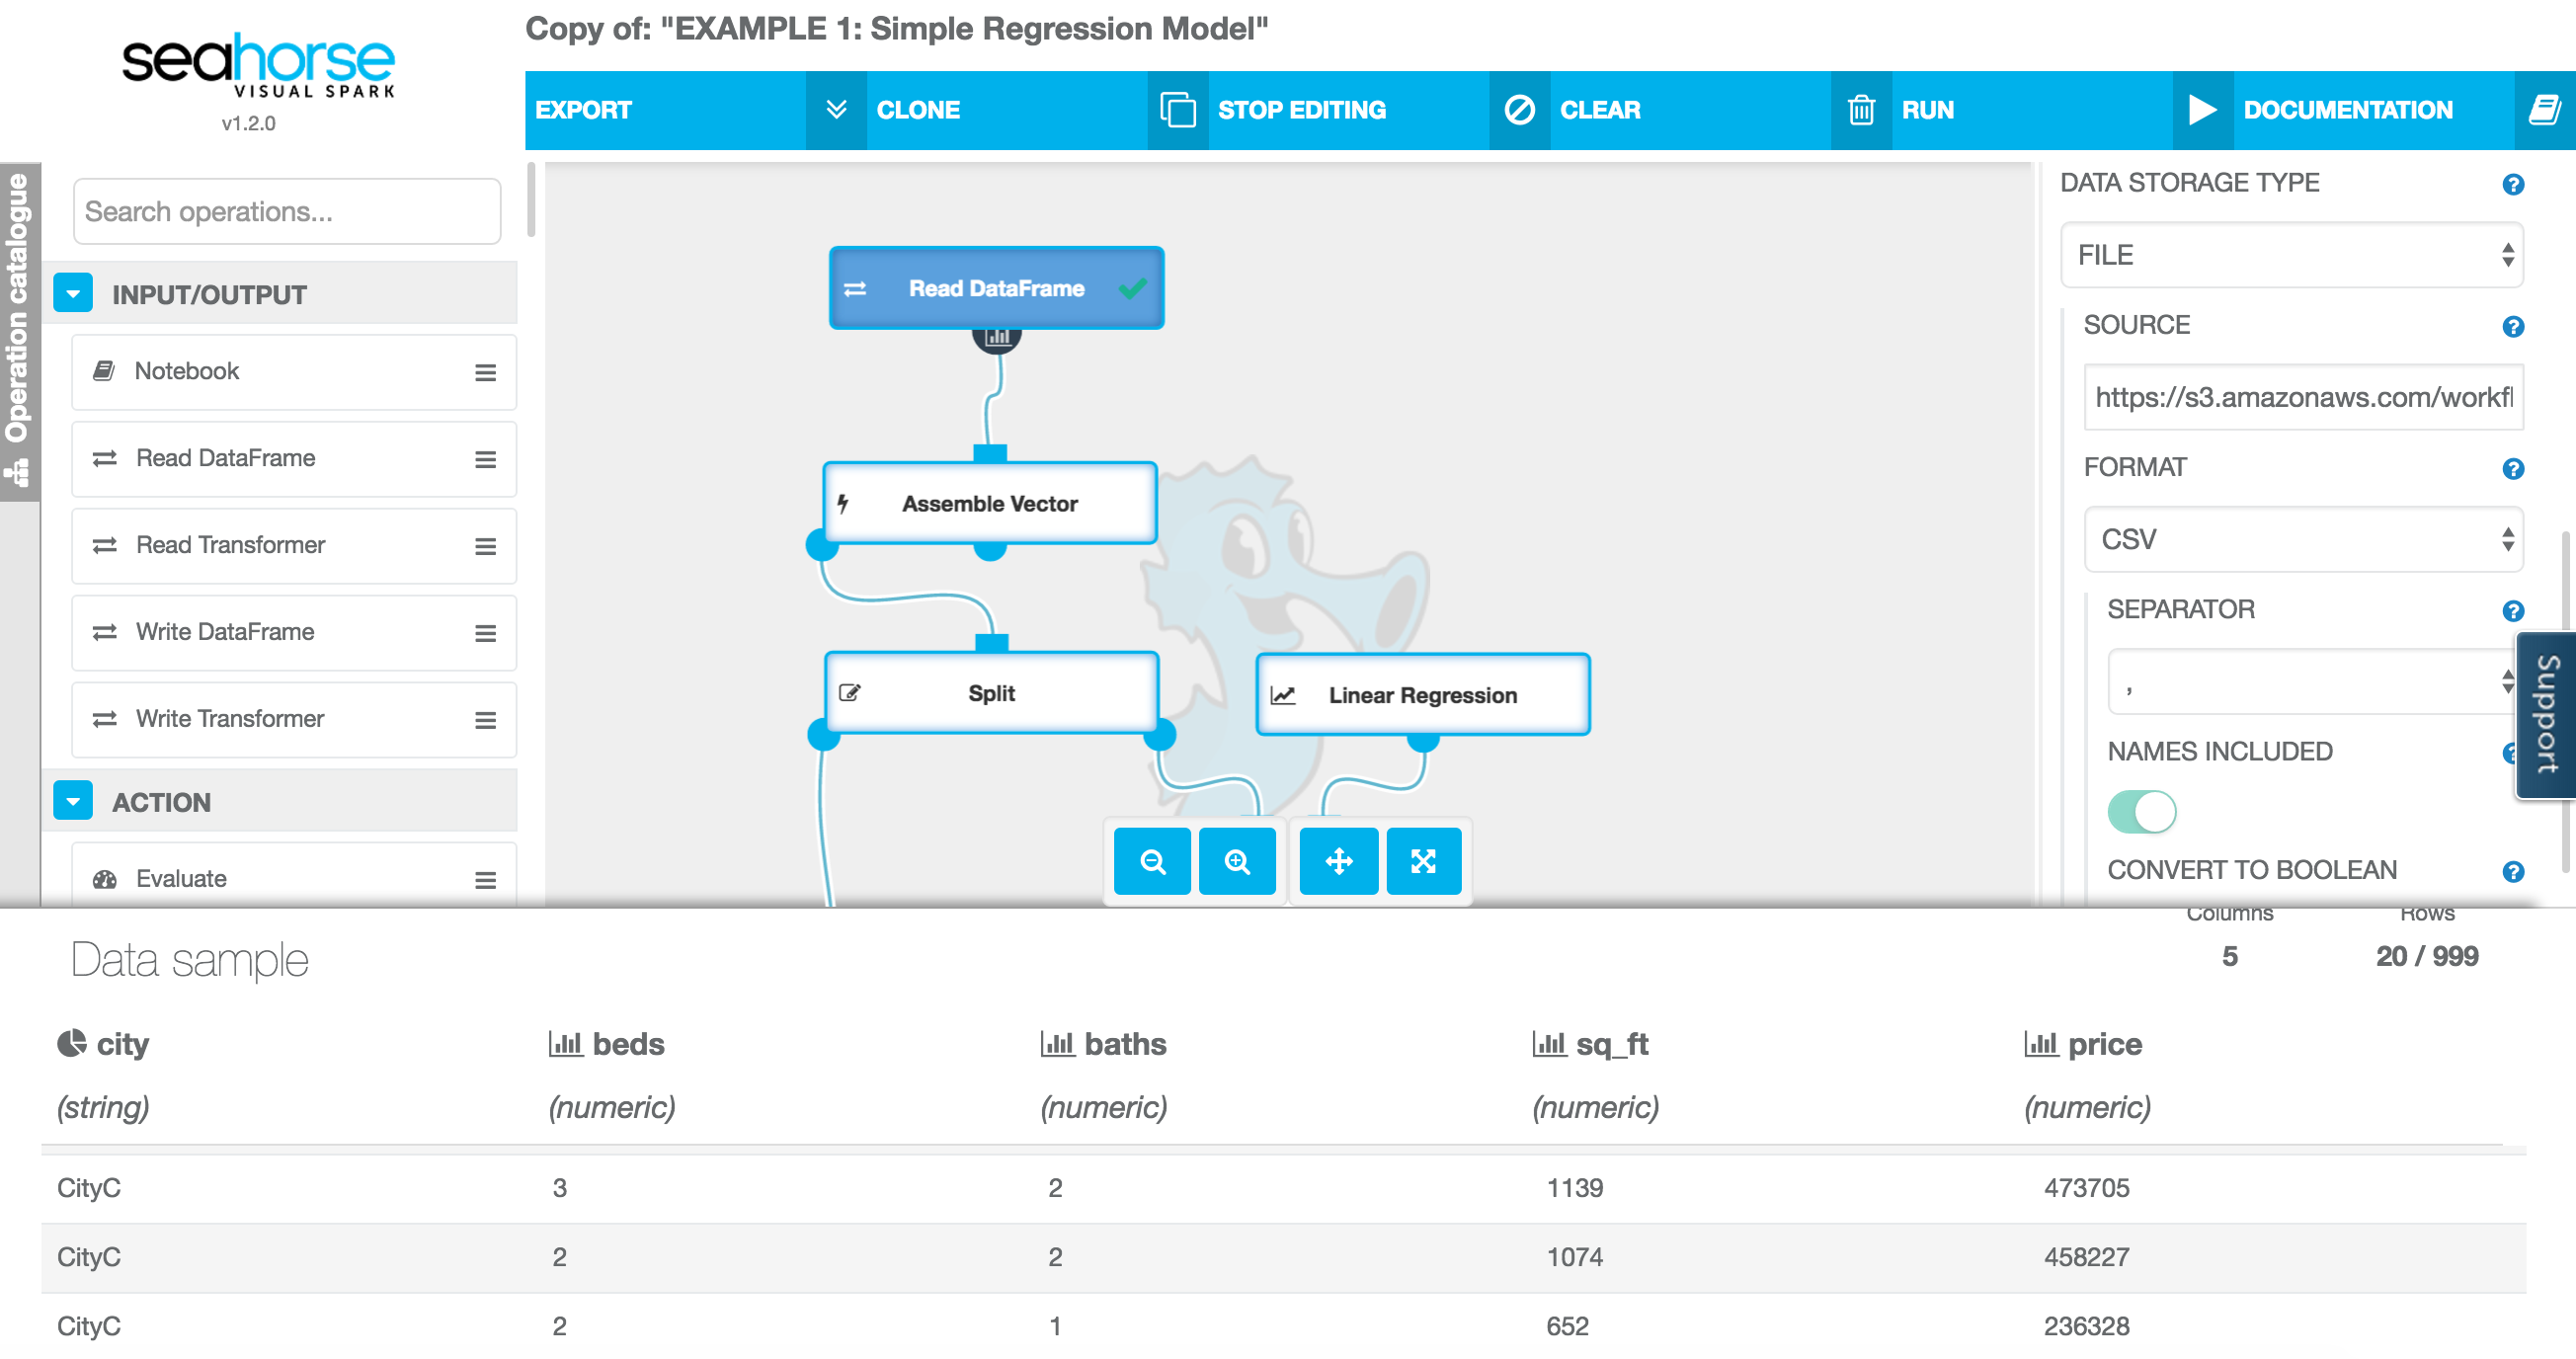 seahorse
VISUAL SPARK
v1.2.0
Copy of: "EXAMPLE 1: Simple Regression Model"
EXPORT
CLONE
STOP EDITING
CLEAR
RUN
DOCUMENTATION
Operation catalogue
Search operations...
INPUT/OUTPUT
Notebook
Read DataFrame
Read Transformer
Write DataFrame
Write Transformer
ACTION
Evaluate
Read DataFrame
Assemble Vector
Split
Linear Regression
DATA STORAGE TYPE
FILE
SOURCE
https://s3.amazonaws.com/workfl
FORMAT
CSV
SEPARATOR
,
NAMES INCLUDED
CONVERT TO BOOLEAN
Support
Data sample
Columns Rows
5 20 / 999
city beds baths sq_ft price
(string) (numeric) (numeric) (numeric) (numeric)
CityC 3 2 1139 473705
CityC 2 2 1074 458227
CityC 2 1 652 236328